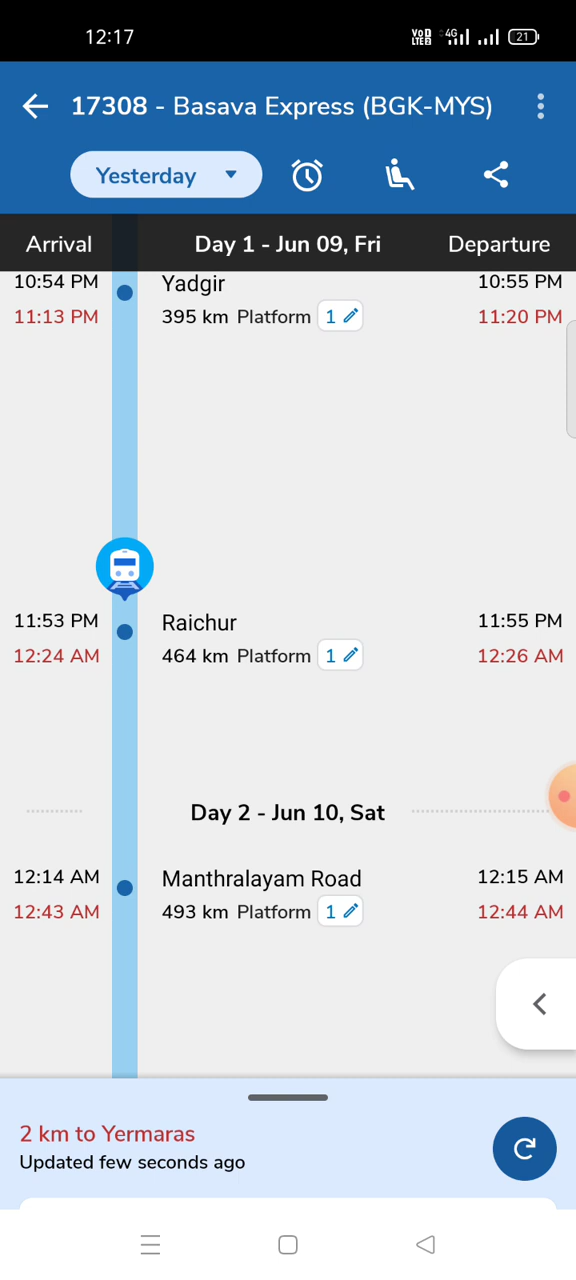 12:17
VoD LTE2 4G 21
17308 - Basava Express (BGK-MYS)
Yesterday
Arrival Day 1 - Jun 09, Fri Departure
10:54 PM Yadgir 10:55 PM
11:13 PM 395 km Platform 1 11:20 PM
11:53 PM Raichur 11:55 PM
12:24 AM 464 km Platform 1 12:26 AM
Day 2 - Jun 10, Sat
12:14 AM Manthralayam Road 12:15 AM
12:43 AM 493 km Platform 1 12:44 AM
2 km to Yermaras
Updated few seconds ago